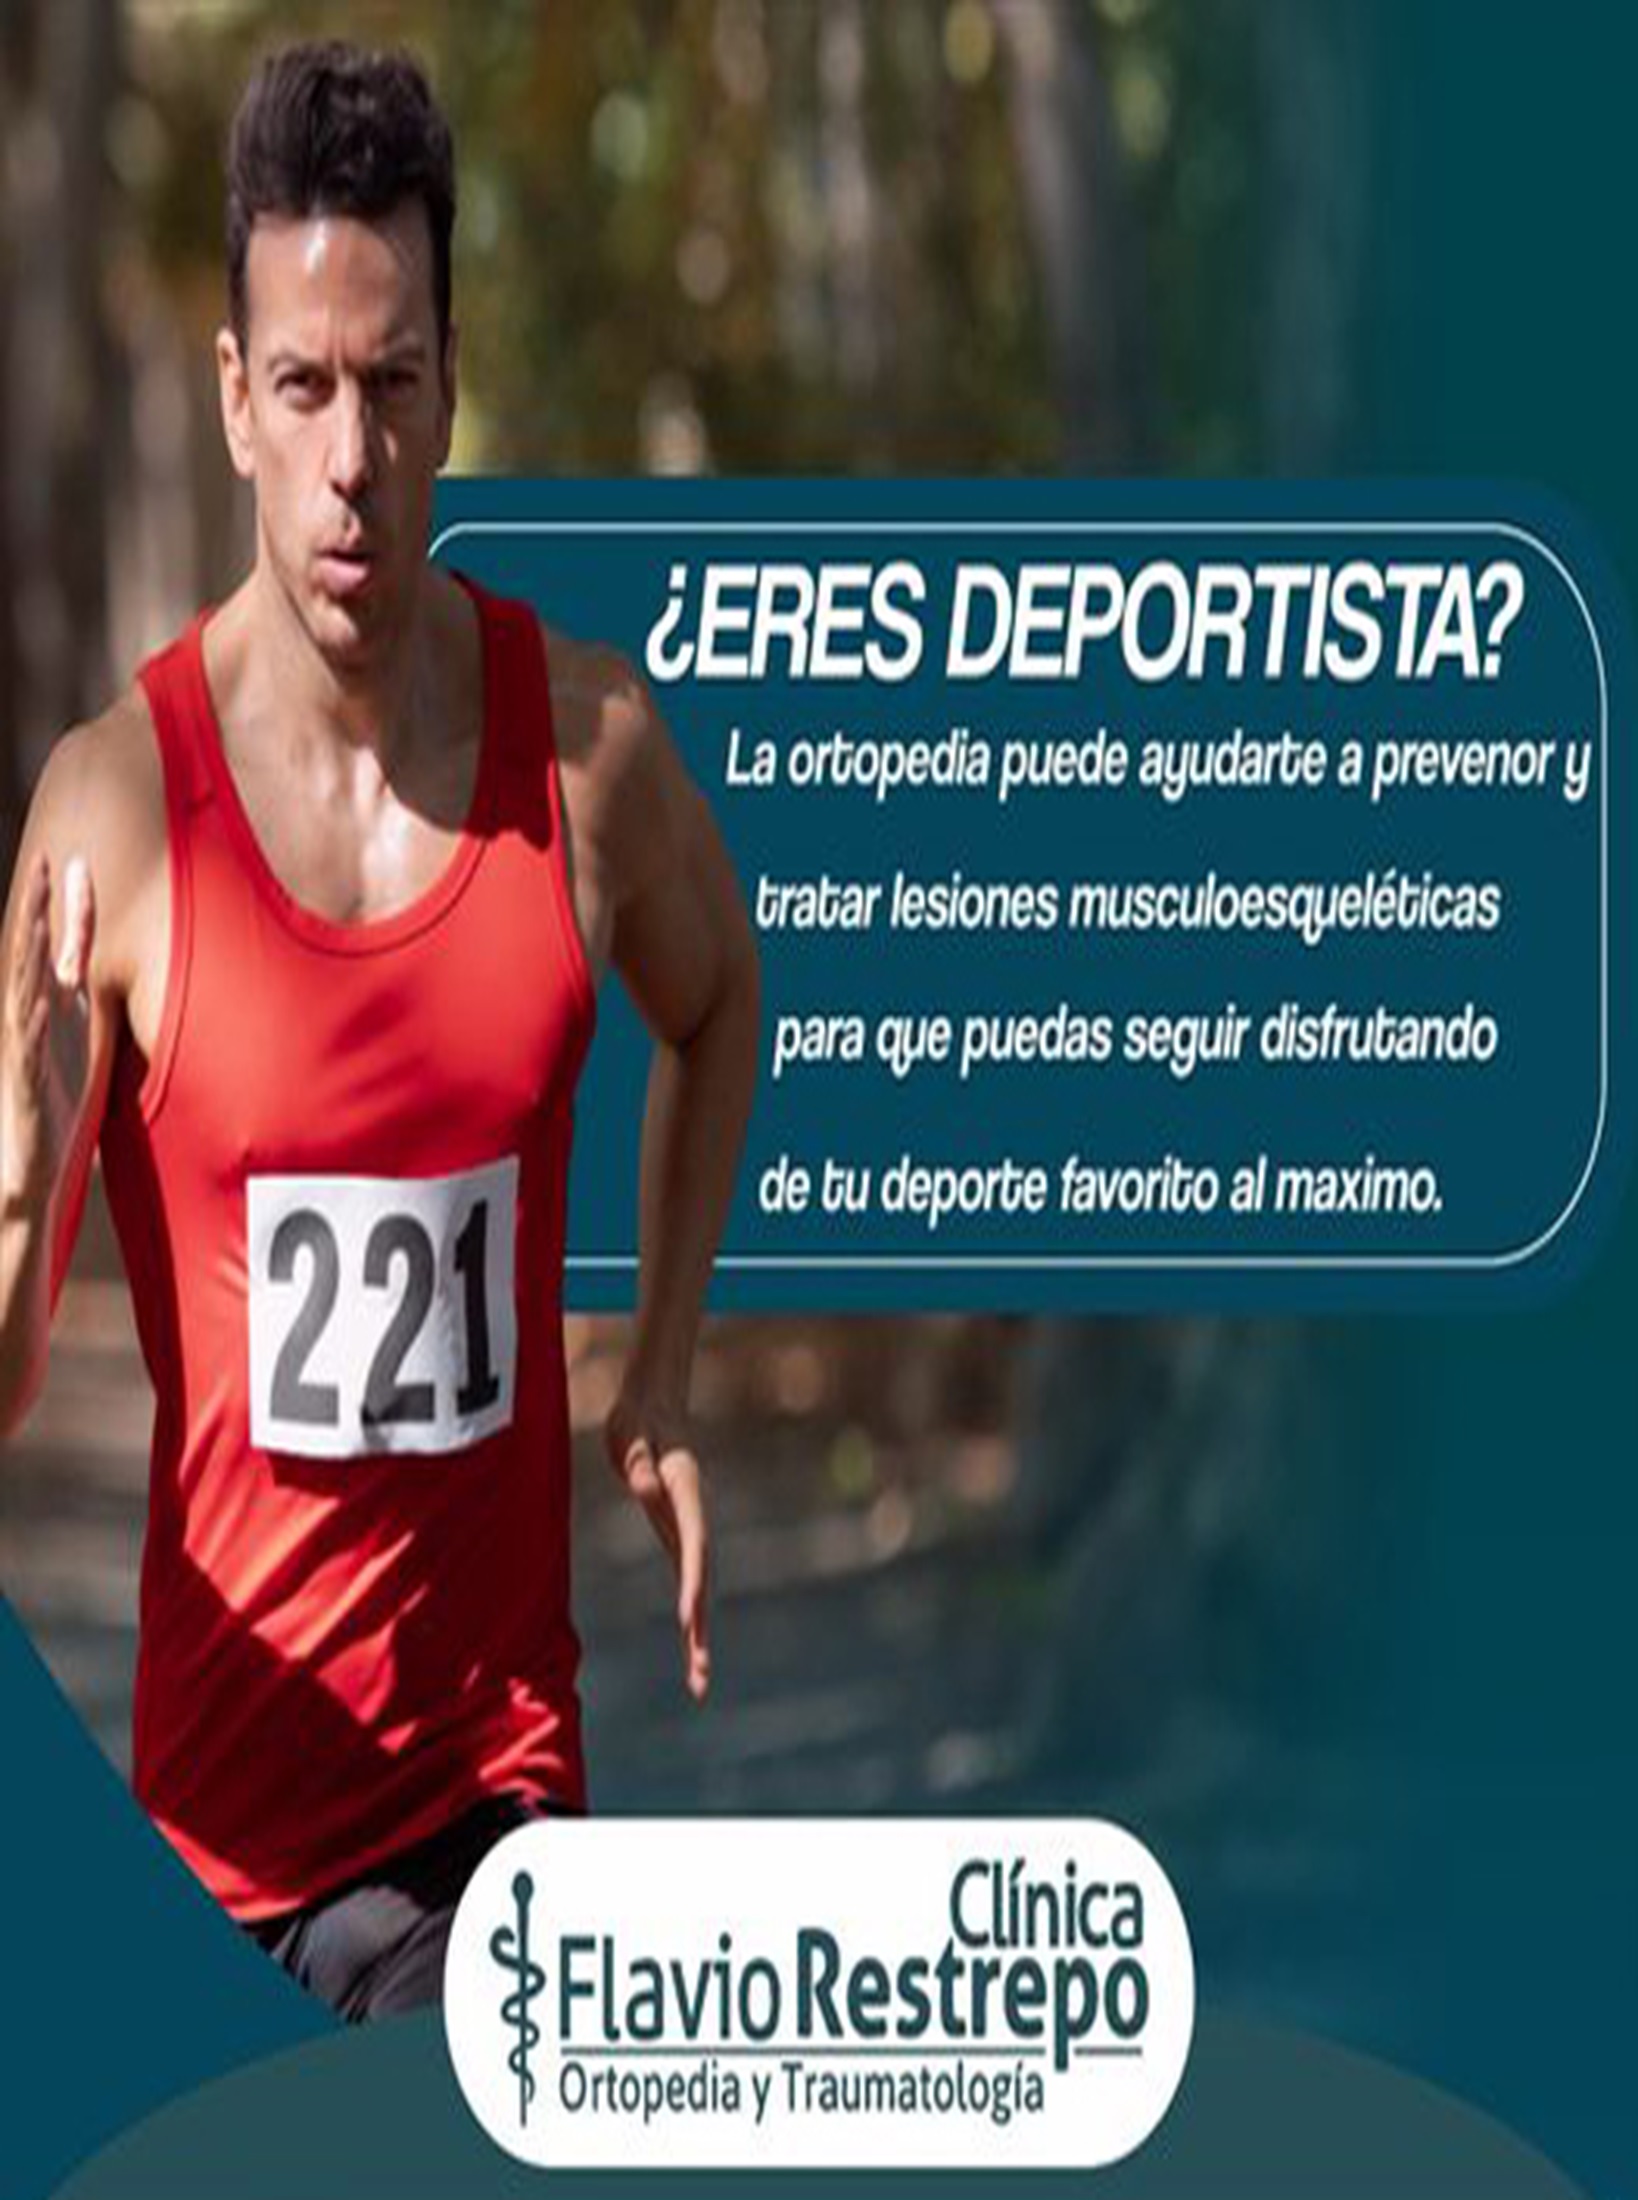 ¿ERES DEPORTISTA?
La ortopedia puede ayudarte a prevenor y
tratar lesiones musculoesqueléticas
para que puedas seguir disfrutando
de tu deporte favorito al maximo.
221
Clínica
Flavio Restrepo
Ortopedia y Traumatología